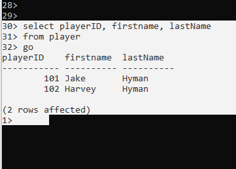 28>
29>
30> select playerID, firstname, lastName
31> from player
32> go
playerID    firstname  lastName
----------- ---------- ----------
        101 Jake       Hyman
        102 Harvey     Hyman

(2 rows affected)
1>